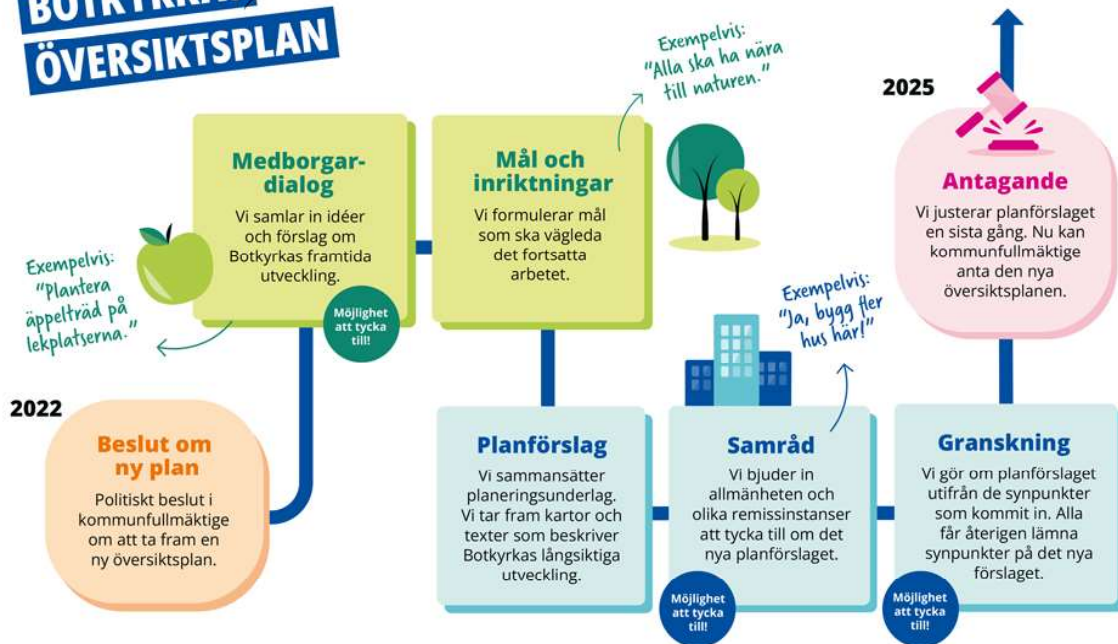 ÖVERSIKTSPLAN
2022
Beslut om
ny plan
Politiskt beslut i
kommunfullmäktige
om att ta fram en
ny översiktsplan.
Exempelvis:
"Plantera
äppelträd på
lekplatserna."
Medborgar-
dialog
Vi samlar in idéer
och förslag om
Botkyrkas framtida
utveckling.
Möjlighet
att tycka
till!
Mål och
inriktningar
Vi formulerar mål
som ska vägleda
det fortsatta
arbetet.
Exempelvis:
"Alla ska ha nära
till naturen."
Planförslag
Vi sammansätter
planeringsunderlag.
Vi tar fram kartor och
texter som beskriver
Botkyrkas långsiktiga
utveckling.
Samråd
Vi bjuder in
allmänheten och
olika remissinstanser
att tycka till om det
nya planförslaget.
Möjlighet
att tycka
till!
Exempelvis:
"Ja, bygg fler
hus här!"
Granskning
Vi gör om planförslaget
utifrån de synpunkter
som kommit in. Alla
får återigen lämna
synpunkter på det nya
förslaget.
Möjlighet
att tycka
till!
2025
Antagande
Vi justerar planförslaget
en sista gång. Nu kan
kommunfullmäktige
anta den nya
översiktsplanen.